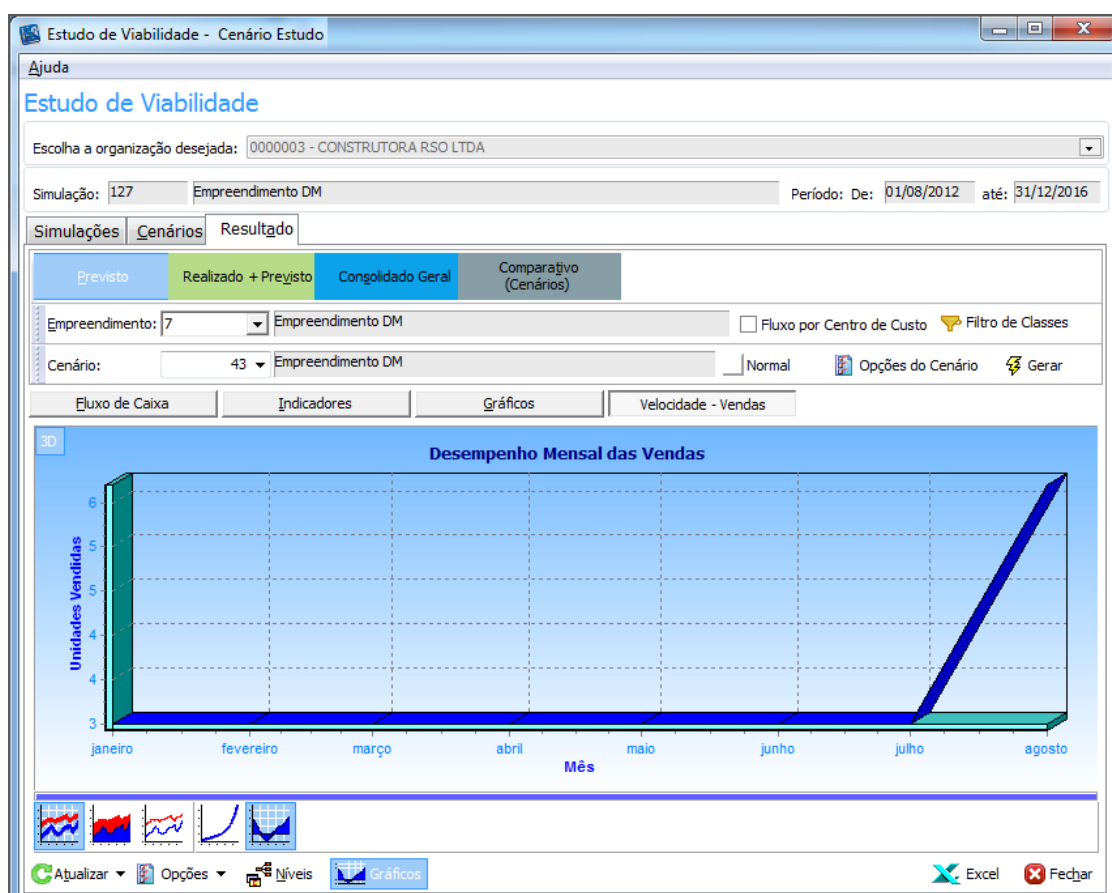 Estudo de Viabilidade - Cenário Estudo
Ajuda
Estudo de Viabilidade
Escolha a organização desejada: 0000003 - CONSTRUTORA RSO LTDA
Simulação: 127 Empreendimento DM Período: De: 01/08/2012 até: 31/12/2016
Simulações Cenários Resultado
Previsto Realizado + Previsto Consolidado Geral Comparativo
(Cenários)
Empreendimento: 7 Empreendimento DM Fluxo por Centro de Custo Filtro de Classes
Cenário: 43 Empreendimento DM Normal Opções do Cenário Gerar
Fluxo de Caixa Indicadores Gráficos Velocidade - Vendas
3D
Desempenho Mensal das Vendas
Unidades Vendidas
6
5
5
4
4
3
janeiro fevereiro março abril maio junho julho agosto
Mês
Atualizar Opções Níveis Gráficos Excel Fechar